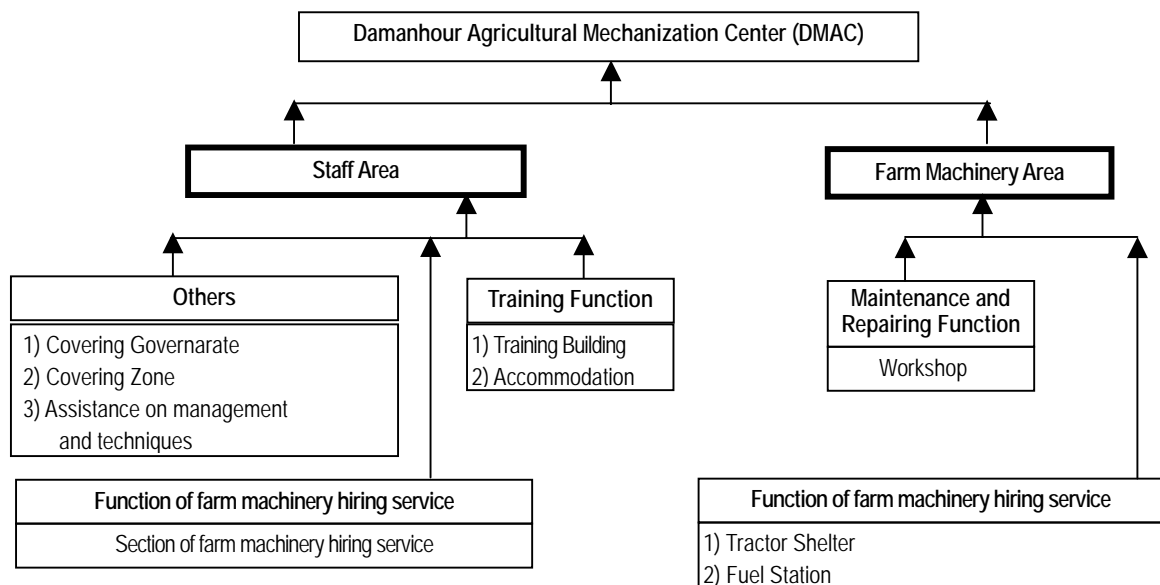 Damanhour Agricultural Mechanization Center (DMAC)
Staff Area
Farm Machinery Area
Others
1) Covering Governarate
2) Covering Zone
3) Assistance on management
and techniques
Training Function
1) Training Building
2) Accommodation
Maintenance and
Repairing Function
Workshop
Function of farm machinery hiring service
Section of farm machinery hiring service
Function of farm machinery hiring service
1) Tractor Shelter
2) Fuel Station